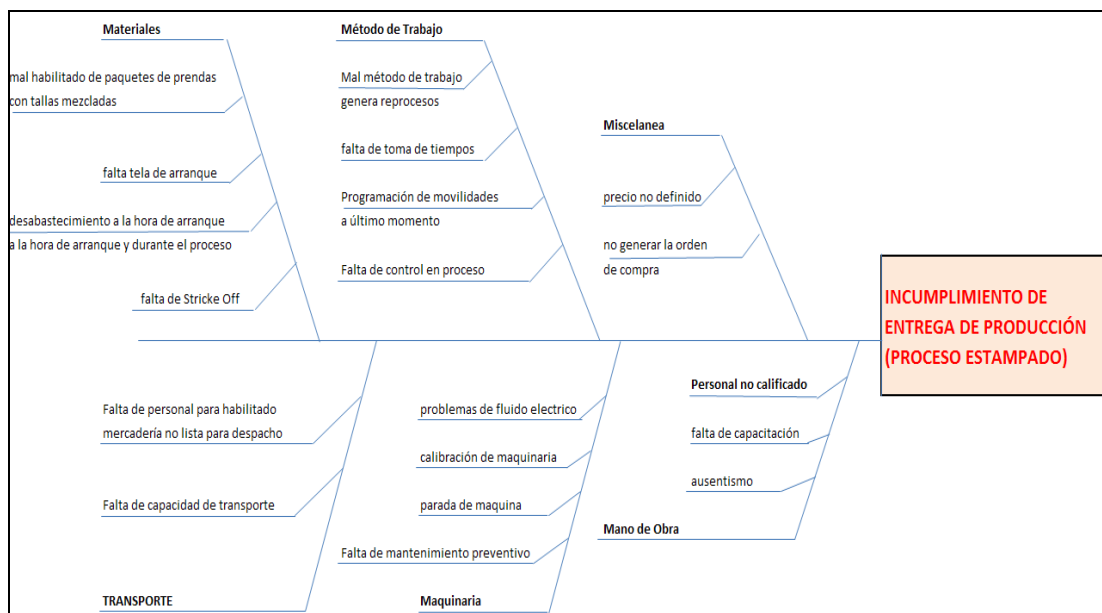 Materiales
mal habilitado de paquetes de prendas
con tallas mezcladas
falta tela de arranque
desabastecimiento a la hora de arranque
a la hora de arranque y durante el proceso
falta de Stricke Off
Método de Trabajo
Mal método de trabajo
genera reprocesos
falta de toma de tiempos
Programación de movilidades
a último momento
Falta de control en proceso
Miscelanea
precio no definido
no generar la orden
de compra
INCUMPLIMIENTO DE
ENTREGA DE PRODUCCIÓN
(PROCESO ESTAMPADO)
Falta de personal para habilitado
mercadería no lista para despacho
Falta de capacidad de transporte
TRANSPORTE
problemas de fluido electrico
calibración de maquinaria
parada de maquina
Falta de mantenimiento preventivo
Maquinaria
Personal no calificado
falta de capacitación
ausentismo
Mano de Obra